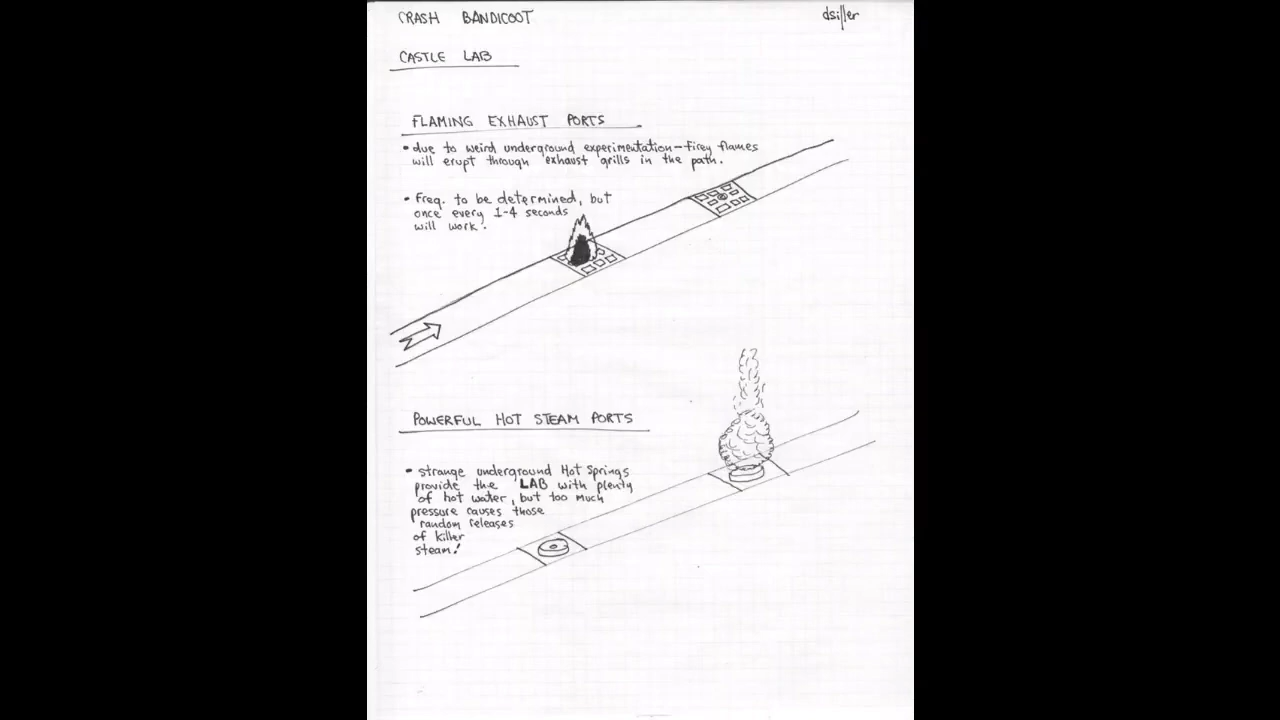 CRASH BANDICOOT
dsiller
CASTLE LAB
FLAMING EXHAUST PORTS
• due to weird underground experimentation - firey flames
will erupt through exhaust grills in the path.
• Freq. to be determined, but
once every 1-4 seconds
will work.
POWERFUL HOT STEAM PORTS
• strange underground Hot Springs
provide the LAB with plenty
of hot water, but too much
pressure causes those
random releases
of killer
steam!